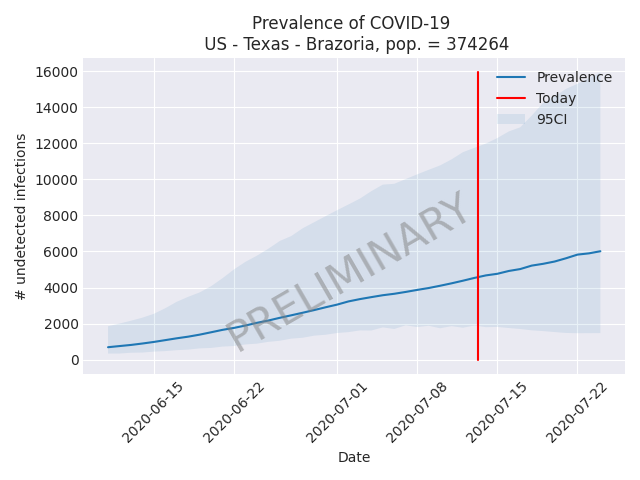 Prevalence of COVID-19
US - Texas - Brazoria, pop. = 374264
16000
14000
12000
10000
8000
6000
4000
2000
0
# undetected infections
Prevalence
Today
95CI
PRELIMINARY
2020-06-15
2020-06-22
2020-07-01
2020-07-08
2020-07-15
2020-07-22
Date